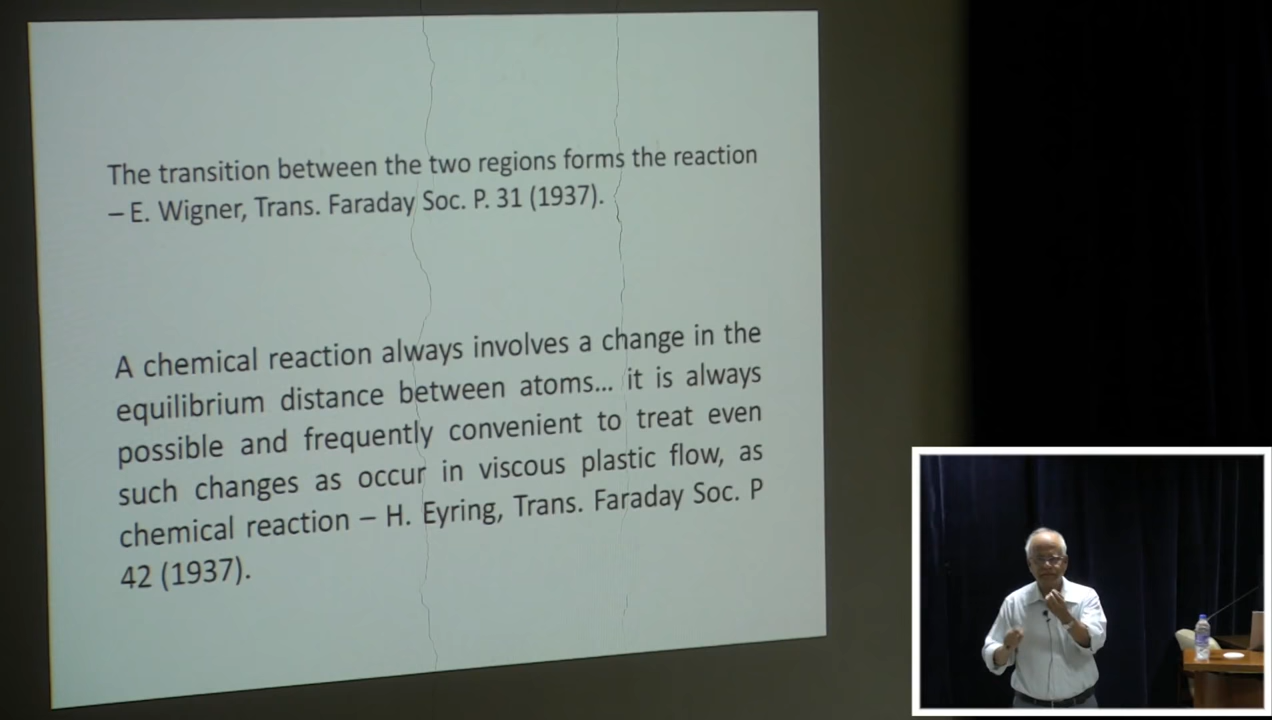 The transition between the two regions forms the reaction
– E. Wigner, Trans. Faraday Soc. P. 31 (1937).
A chemical reaction always involves a change in the
equilibrium distance between atoms... it is always
possible and frequently convenient to treat even
such changes as occur in viscous plastic flow, as
chemical reaction – H. Eyring, Trans. Faraday Soc. P
42 (1937).